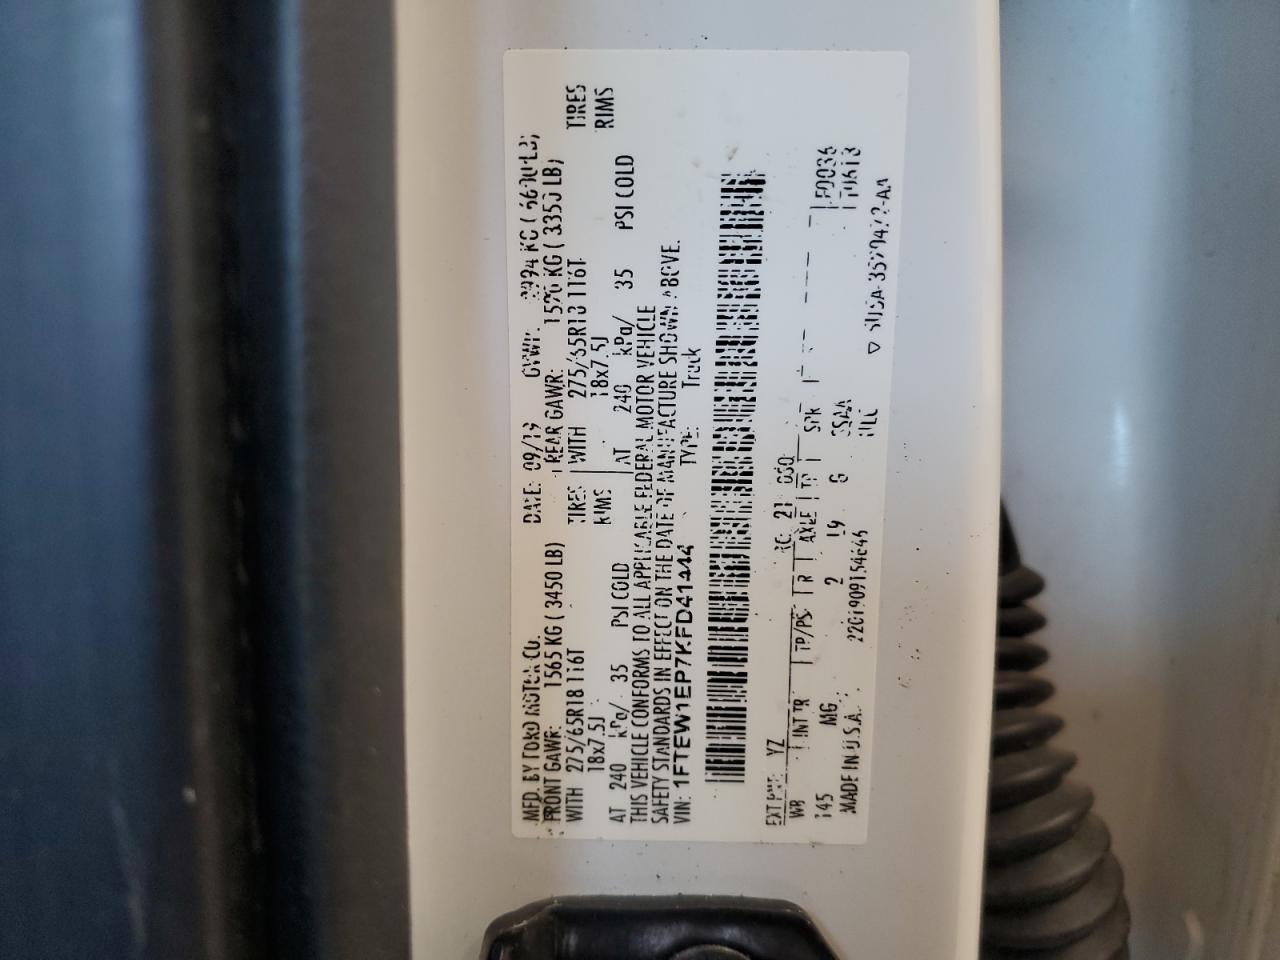 MFD. BY FORD MOTOR CO.
DATE: 09/19 GVWR:
FRONT GAWR: 1565 KG ( 3450 LB)
REAR GAWR: 1520 KG ( 3350 LB)
WITH 275/65R18 116T TIRES
WITH 275/65R18 116T TIRES
18x7.5J RIMS
18x7.5J RIMS
AT 240 kPa/ 35 PSI COLD
AT 240 kPa/ 35 PSI COLD
THIS VEHICLE CONFORMS TO ALL APPLICABLE FEDERAL MOTOR VEHICLE
SAFETY STANDARDS IN EFFECT ON THE DATE OF MANUFACTURE SHOWN ABOVE.
VIN: 1FTEW1EP7KFD41444
TYPE: Truck
EXT PNT: YZ RC: 21
WB INT TR TP/PS R AXLE TR SPR
145 MG 2 19 G
MADE IN U.S.A.